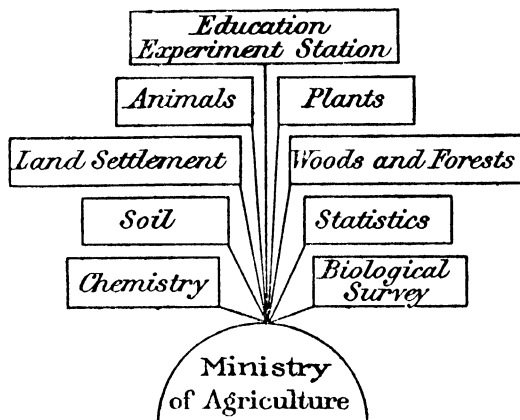 Education
Experiment Station
Animals
Plants
Land Settlement
Woods and Forests
Soil
Statistics
Chemistry
Biological
Survey
Ministry
of Agriculture